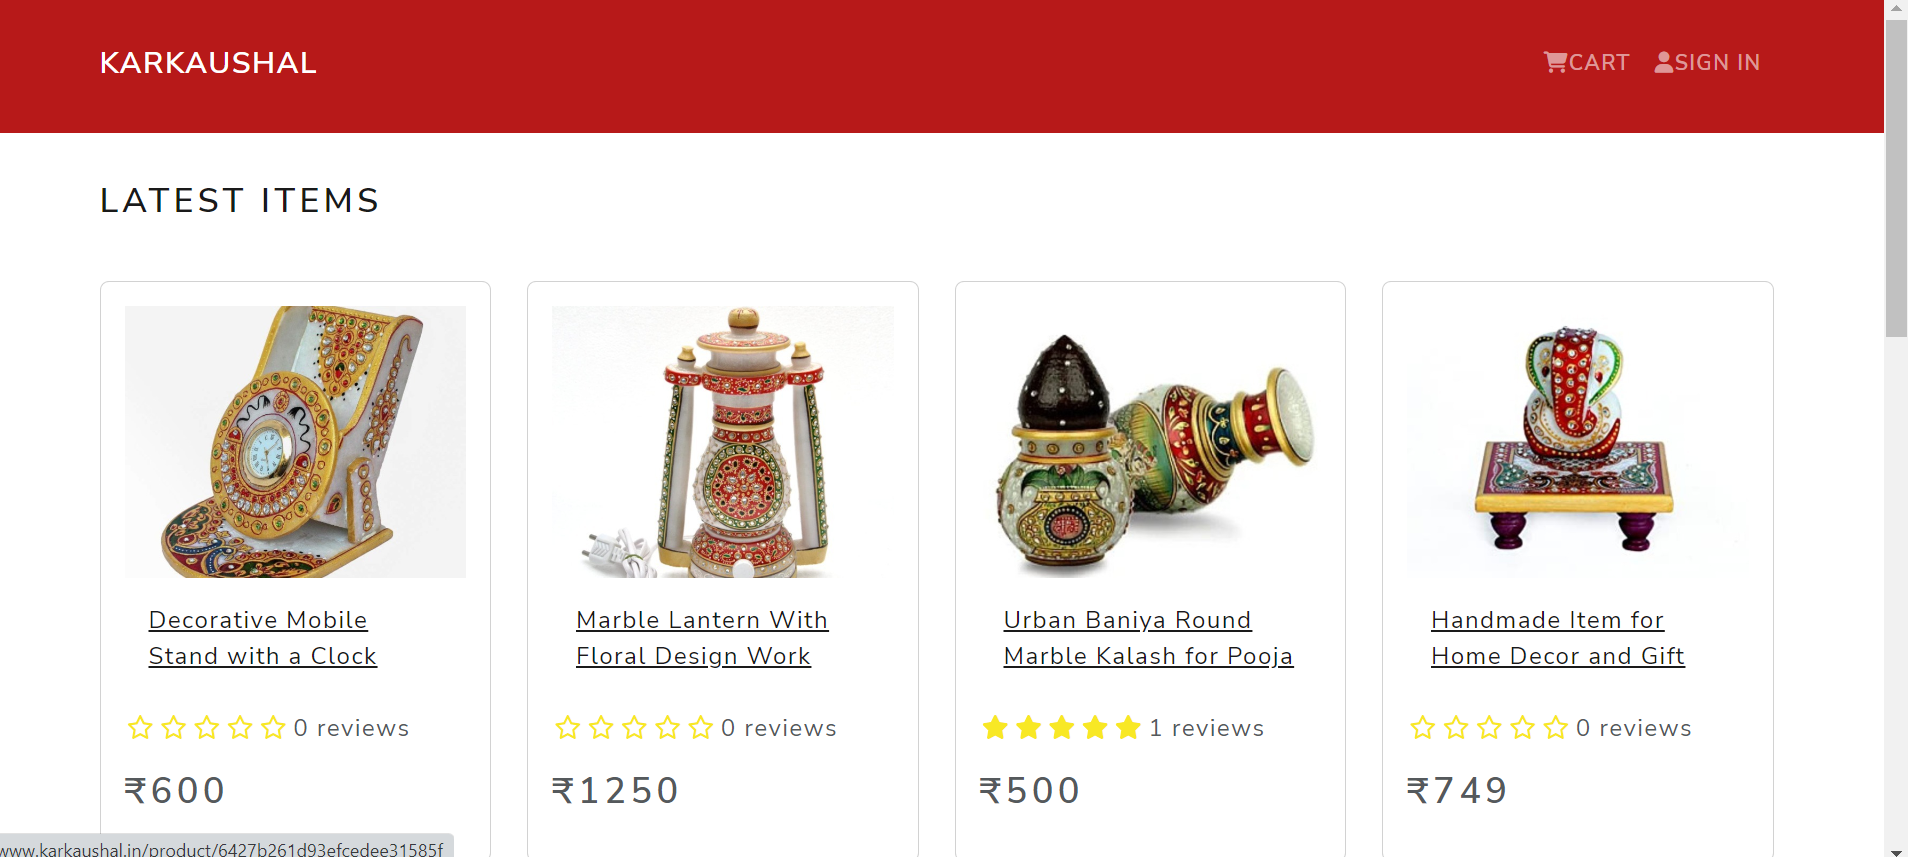 KARKAUSHAL
CART SIGN IN
LATEST ITEMS
Decorative Mobile
Stand with a Clock
0 reviews
₹600
Marble Lantern With
Floral Design Work
0 reviews
₹1250
Urban Baniya Round
Marble Kalash for Pooja
1 reviews
₹500
Handmade Item for
Home Decor and Gift
0 reviews
₹749
www.karkaushal.in/product/6427b261d93efcedee31585f